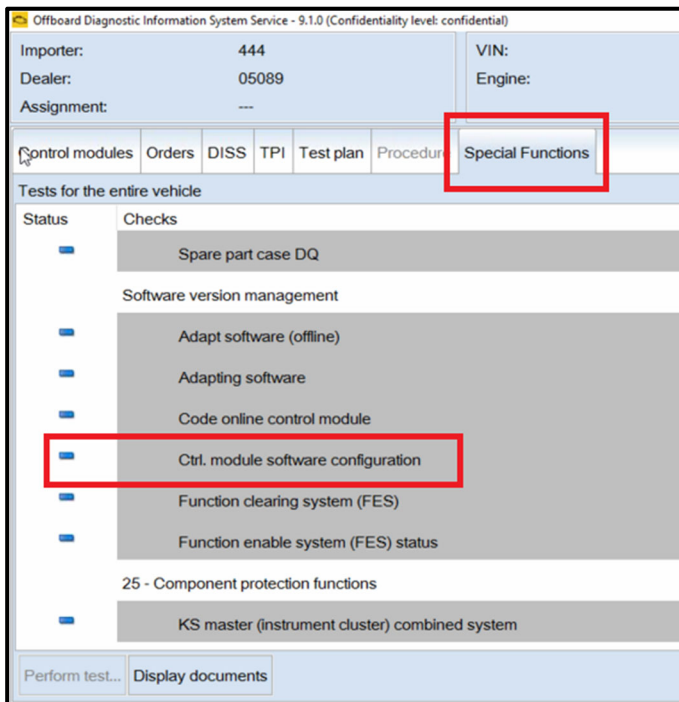 Offboard Diagnostic Information System Service - 9.1.0 (Confidentiality level: confidential)
Importer: 444 VIN:
Dealer: 05089 Engine:
Assignment: ---
Control modules Orders DISS TPI Test plan Procedure Special Functions
Tests for the entire vehicle
Status Checks
Spare part case DQ
Software version management
Adapt software (offline)
Adapting software
Code online control module
Ctrl. module software configuration
Function clearing system (FES)
Function enable system (FES) status
25 - Component protection functions
KS master (instrument cluster) combined system
Perform test... Display documents